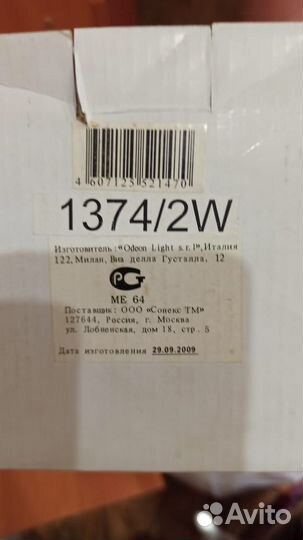 4 607125 521470
1374/2W
Изготовитель:«Odeon Light s.r.l»,Италия
122,Милан,Виа делла Густалла, 12
РСТ
МЕ 64
Поставщик: ООО «Сонекс ТМ»
127644, Россия, г. Москва
ул. Лобненская, дом 18, стр. 5
Дата изготовления 29.09.2009
Avito